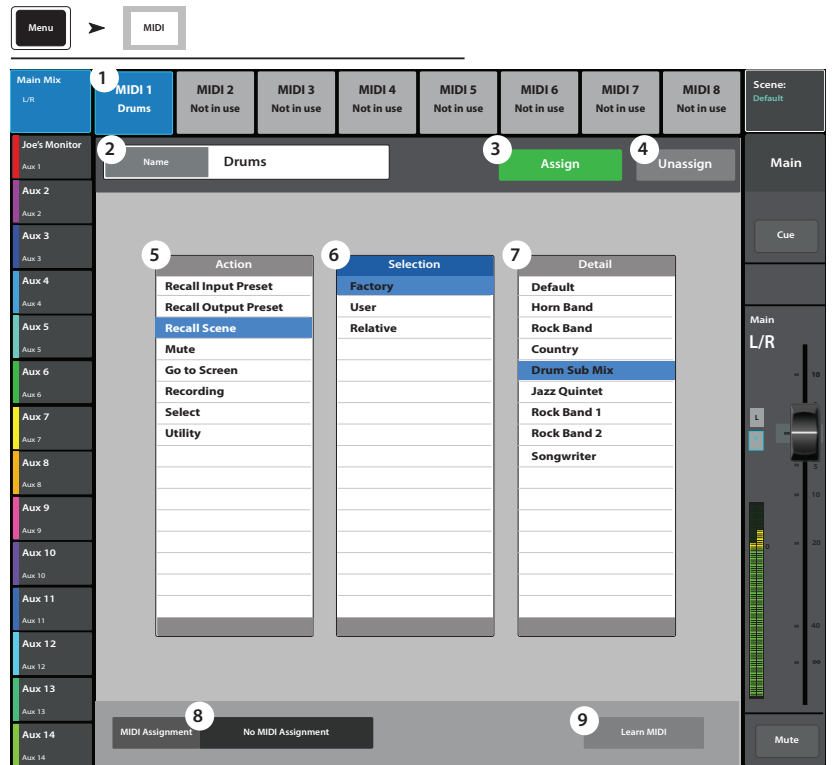 Menu
MIDI
Main Mix
L/R
1
MIDI 1
Drums
MIDI 2
Not in use
MIDI 3
Not in use
MIDI 4
Not in use
MIDI 5
Not in use
MIDI 6
Not in use
MIDI 7
Not in use
MIDI 8
Not in use
Scene:
Default
Joe's Monitor
Aux 1
Aux 2
Aux 2
Aux 3
Aux 3
Aux 4
Aux 4
Aux 5
Aux 5
Aux 6
Aux 6
Aux 7
Aux 7
Aux 8
Aux 8
Aux 9
Aux 9
Aux 10
Aux 10
Aux 11
Aux 11
Aux 12
Aux 12
Aux 13
Aux 13
Aux 14
Aux 14
2
Name
Drums
3
Assign
4
Unassign
5
Action
Recall Input Preset
Recall Output Preset
Recall Scene
Mute
Go to Screen
Recording
Select
Utility
6
Selection
Factory
User
Relative
7
Detail
Default
Horn Band
Rock Band
Country
Drum Sub Mix
Jazz Quintet
Rock Band 1
Rock Band 2
Songwriter
8
MIDI Assignment
No MIDI Assignment
9
Learn MIDI
Main
Cue
Main
L/R
10
L
5
10
0
20
40
∞
Mute